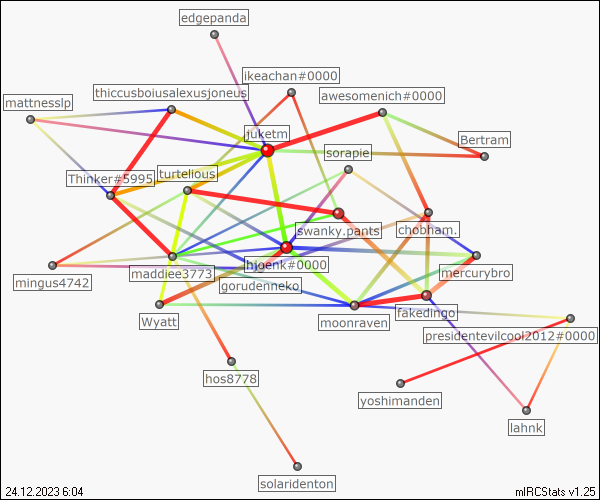 edgepanda
ikeachan#0000
thiccusboiusalexusjoneus
awesomenich#0000
mattnesslp
juketm
Bertram
sorapie
Thinker#5995
turtelious
swanky.pants
chobham.
hjoenk#0000
maddiee3773
mercurybro
mingus4742
gorudeneko
Wyatt
moonraven
fakedingo
presidentevilcool2012#0000
hos8778
yoshimanden
lahnk
solaridenton
24.12.2023 6:04
mIRCStats v1.25